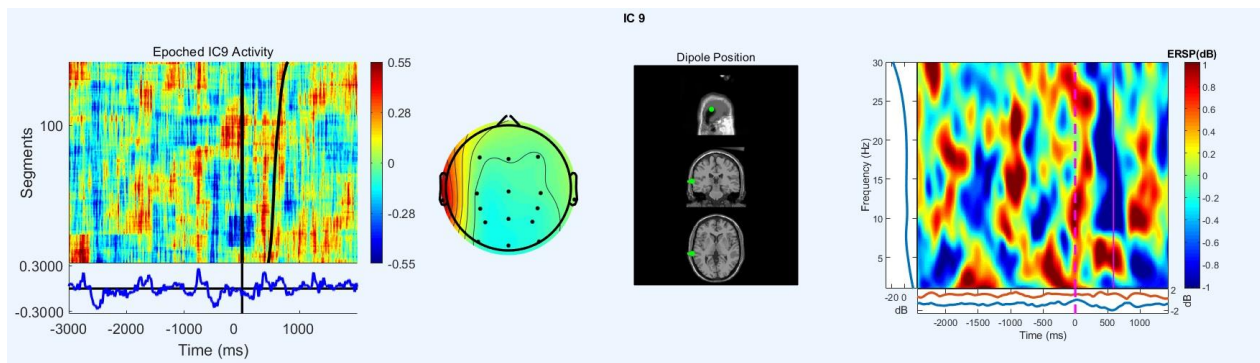 IC 9
Epoched IC9 Activity
Segments
100
0.55
0.28
0
-0.28
-0.55
0.3000
-0.3000
-3000 -2000 -1000 0 1000
Time (ms)
Dipole Position
ERSP(dB)
Frequency (Hz)
30
25
20
15
10
5
1
0.8
0.6
0.4
0.2
0
-0.2
-0.4
-0.6
-0.8
-1
-20 0
dB
2
-2
dB
-2000 -1500 -1000 -500 0 500 1000
Time (ms)